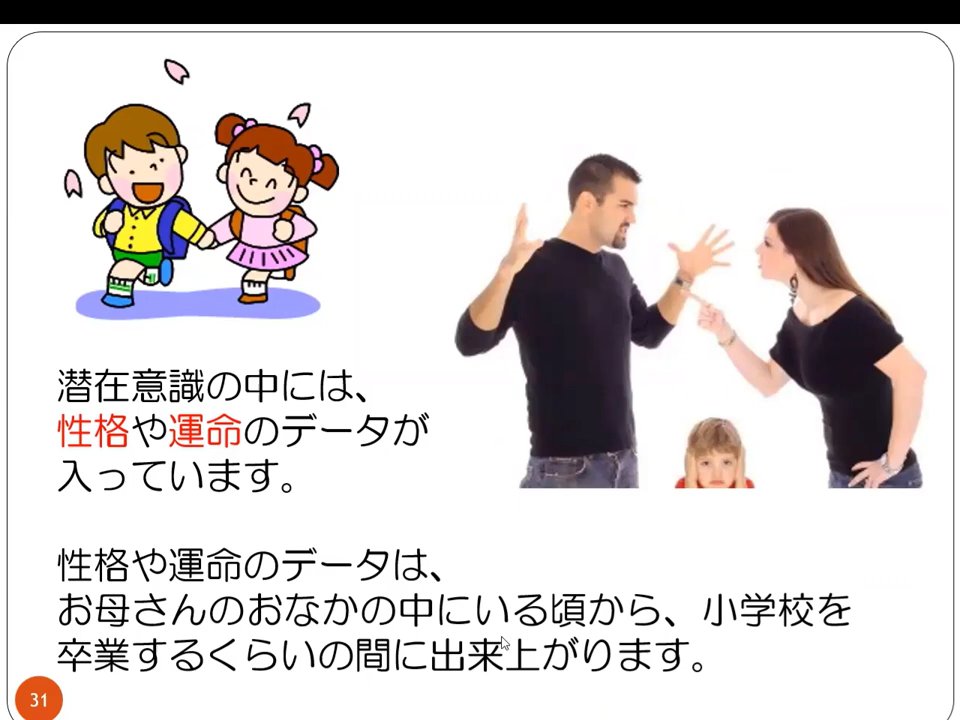 潜在意識の中には、
性格や運命のデータが
入っています。
性格や運命のデータは、
お母さんのおなかの中にいる頃から、小学校を
卒業するくらいの間に出来上がります。
31